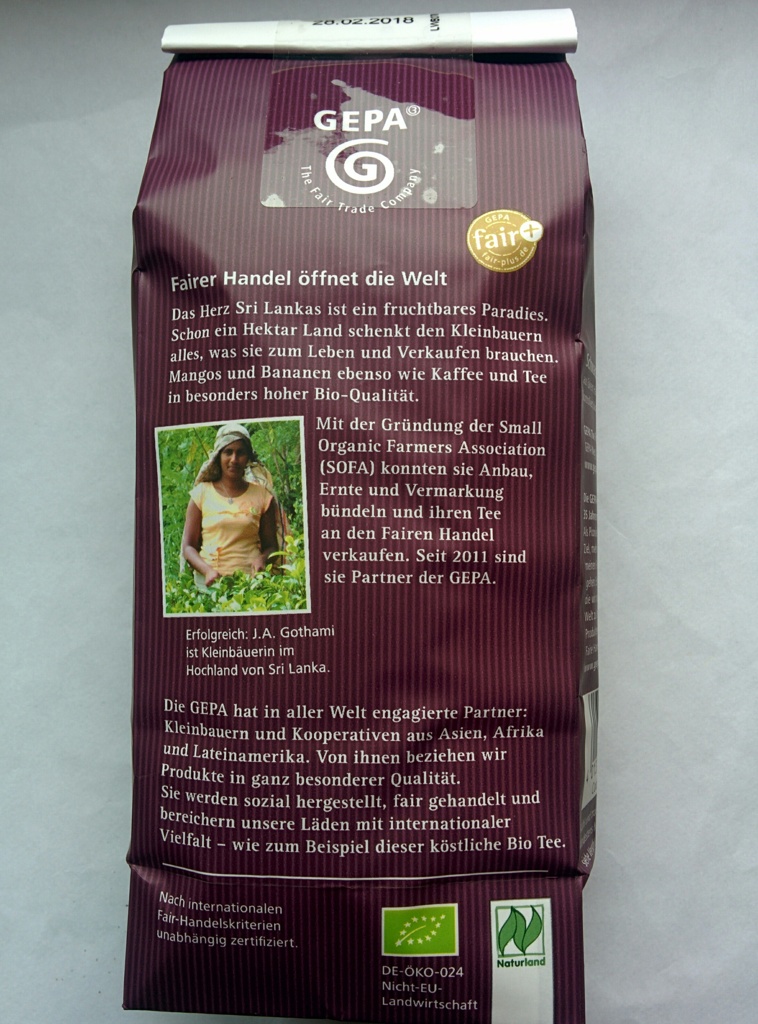 28.02.2018
GEPA®
The Fair Trade Company
GEPA
fair+
fair-plus.de
Fairer Handel öffnet die Welt
Das Herz Sri Lankas ist ein fruchtbares Paradies.
Schon ein Hektar Land schenkt den Kleinbauern
alles, was sie zum Leben und Verkaufen brauchen.
Mangos und Bananen ebenso wie Kaffee und Tee
in besonders hoher Bio-Qualität.
Mit der Gründung der Small
Organic Farmers Association
(SOFA) konnten sie Anbau,
Ernte und Vermarkung
bündeln und ihren Tee
an den Fairen Handel
verkaufen. Seit 2011 sind
sie Partner der GEPA.
Erfolgreich: J.A. Gothami
ist Kleinbäuerin im
Hochland von Sri Lanka.
Die GEPA hat in aller Welt engagierte Partner:
Kleinbauern und Kooperativen aus Asien, Afrika
und Lateinamerika. Von ihnen beziehen wir
Produkte in ganz besonderer Qualität.
Sie werden sozial hergestellt, fair gehandelt und
bereichern unsere Läden mit internationaler
Vielfalt – wie zum Beispiel dieser köstliche Bio Tee.
Nach internationalen
Fair-Handelskriterien
unabhängig zertifiziert.
DE-ÖKO-024
Nicht-EU-
Landwirtschaft
Naturland